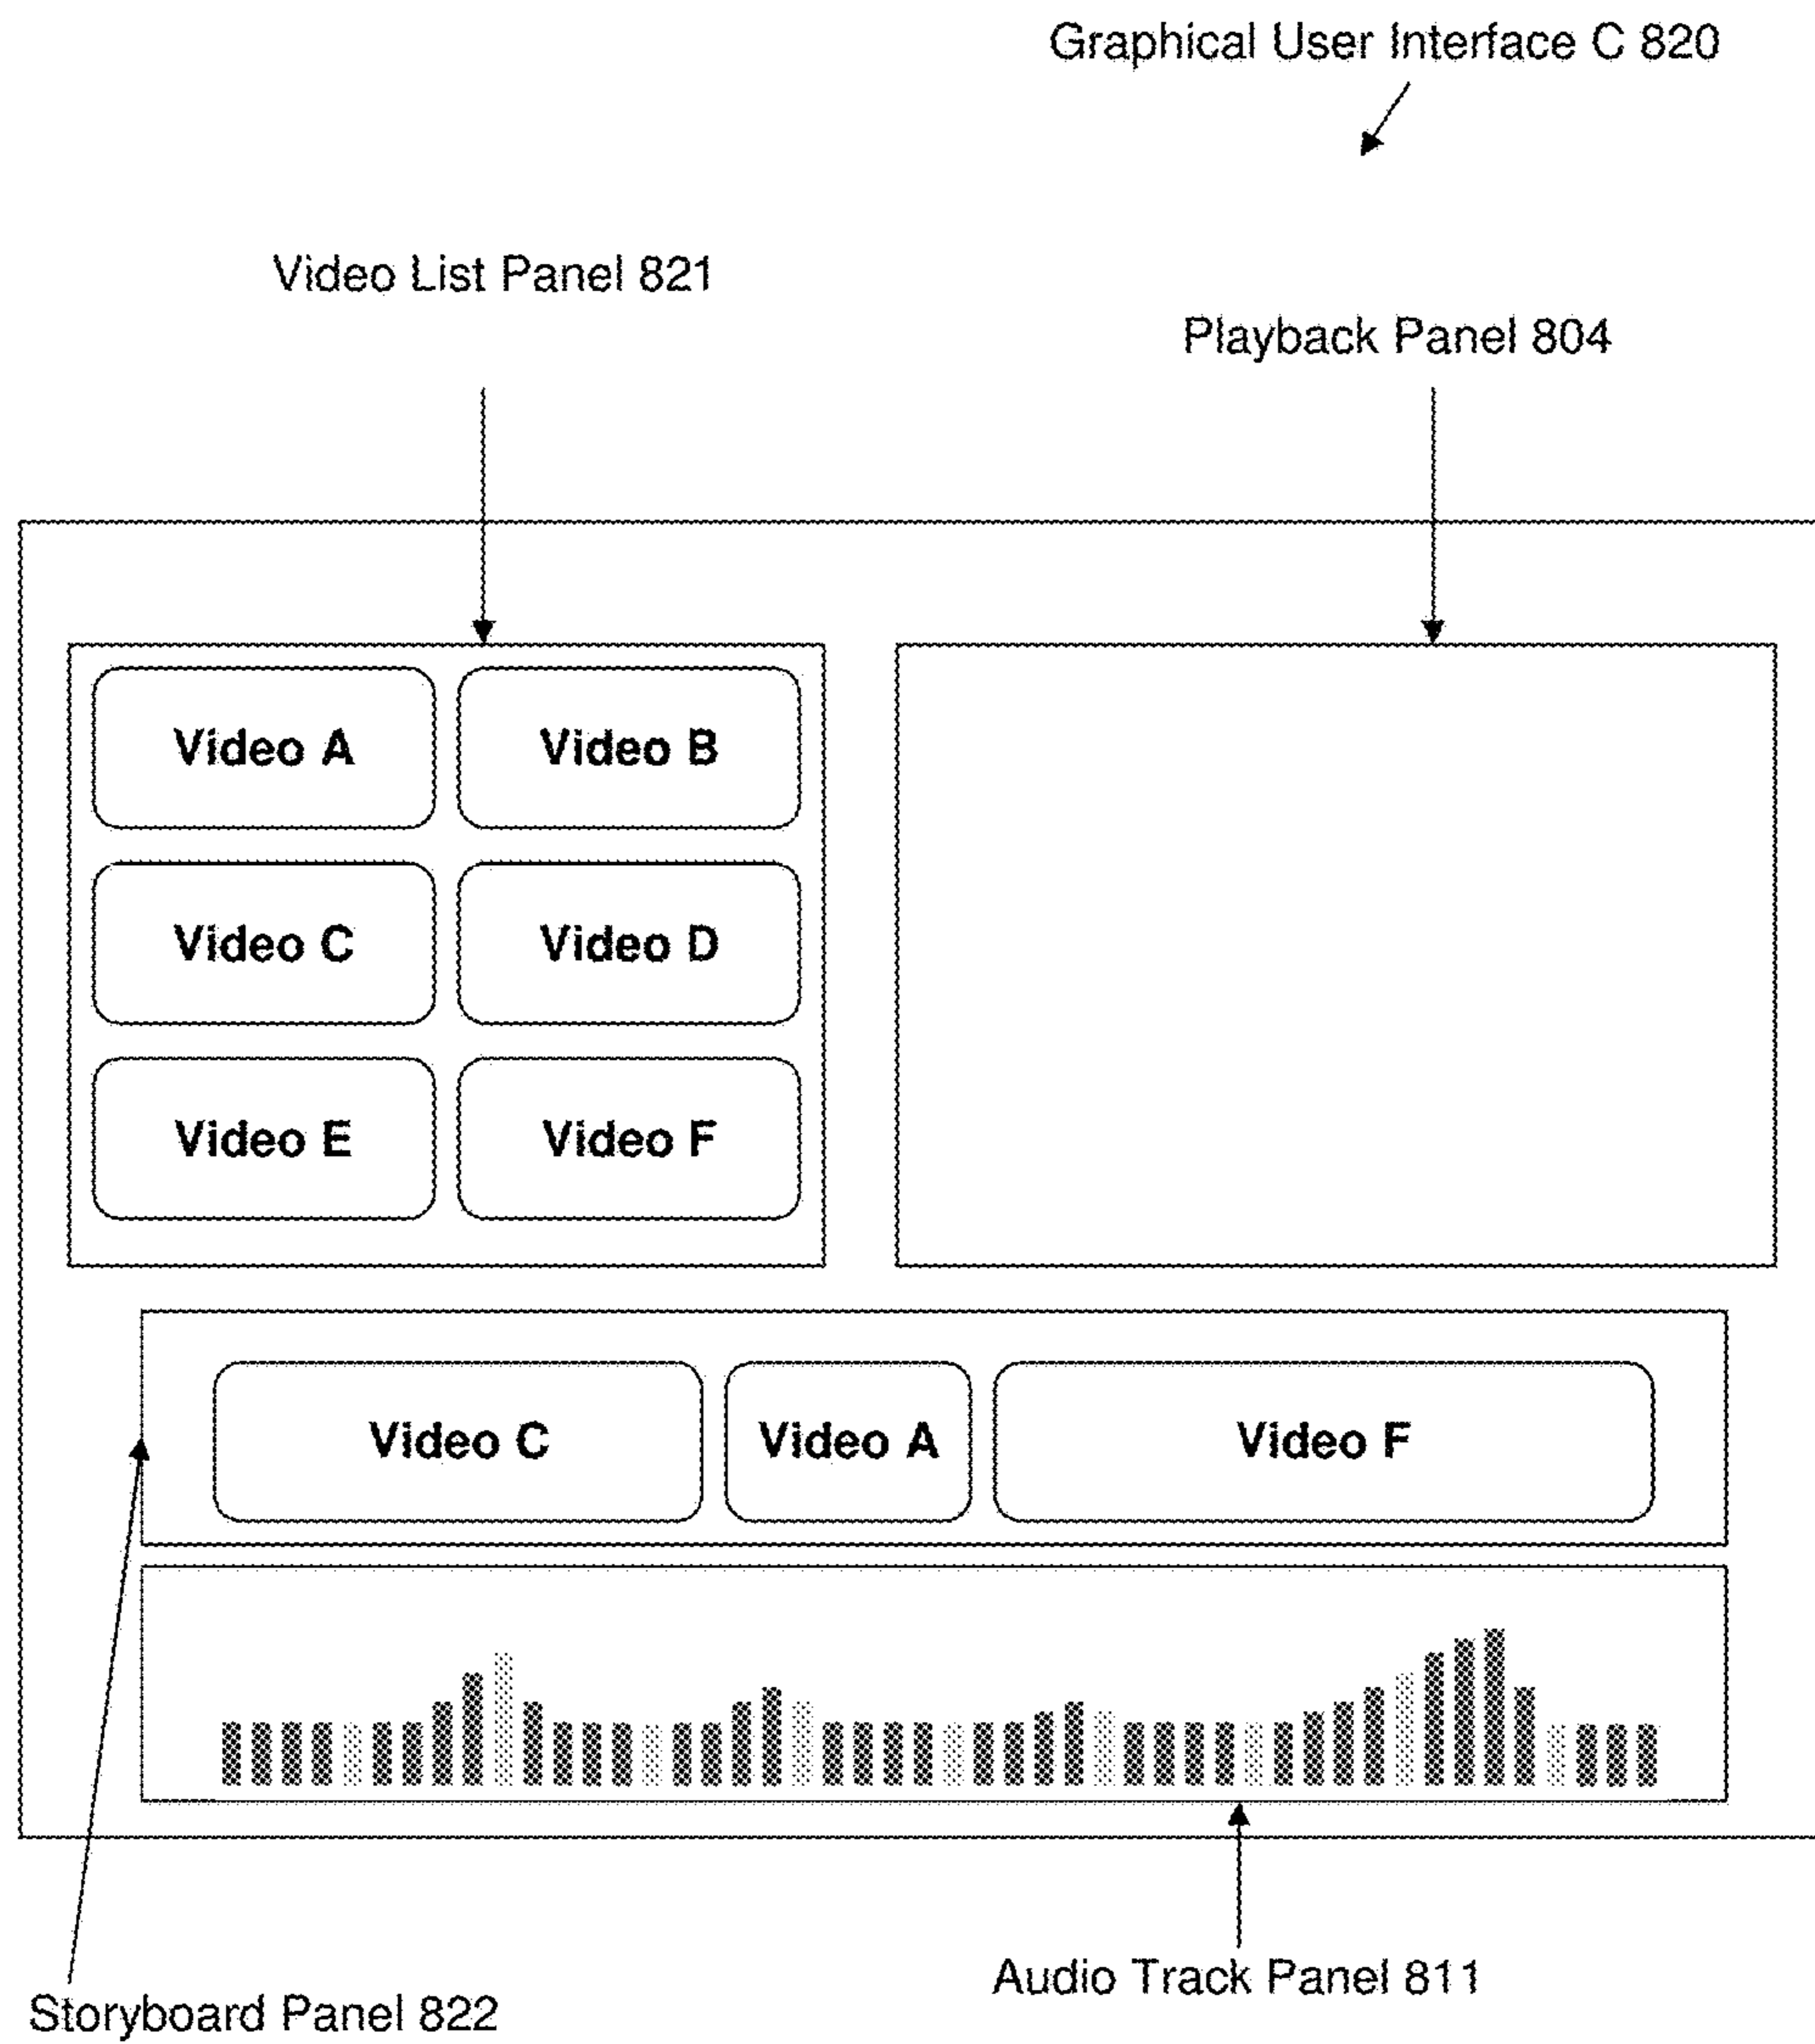 Graphical User Interface C 820
Video List Panel 821
Playback Panel 804
Video A
Video B
Video C
Video D
Video E
Video F
Video C
Video A
Video F
Audio Track Panel 811
Storyboard Panel 822